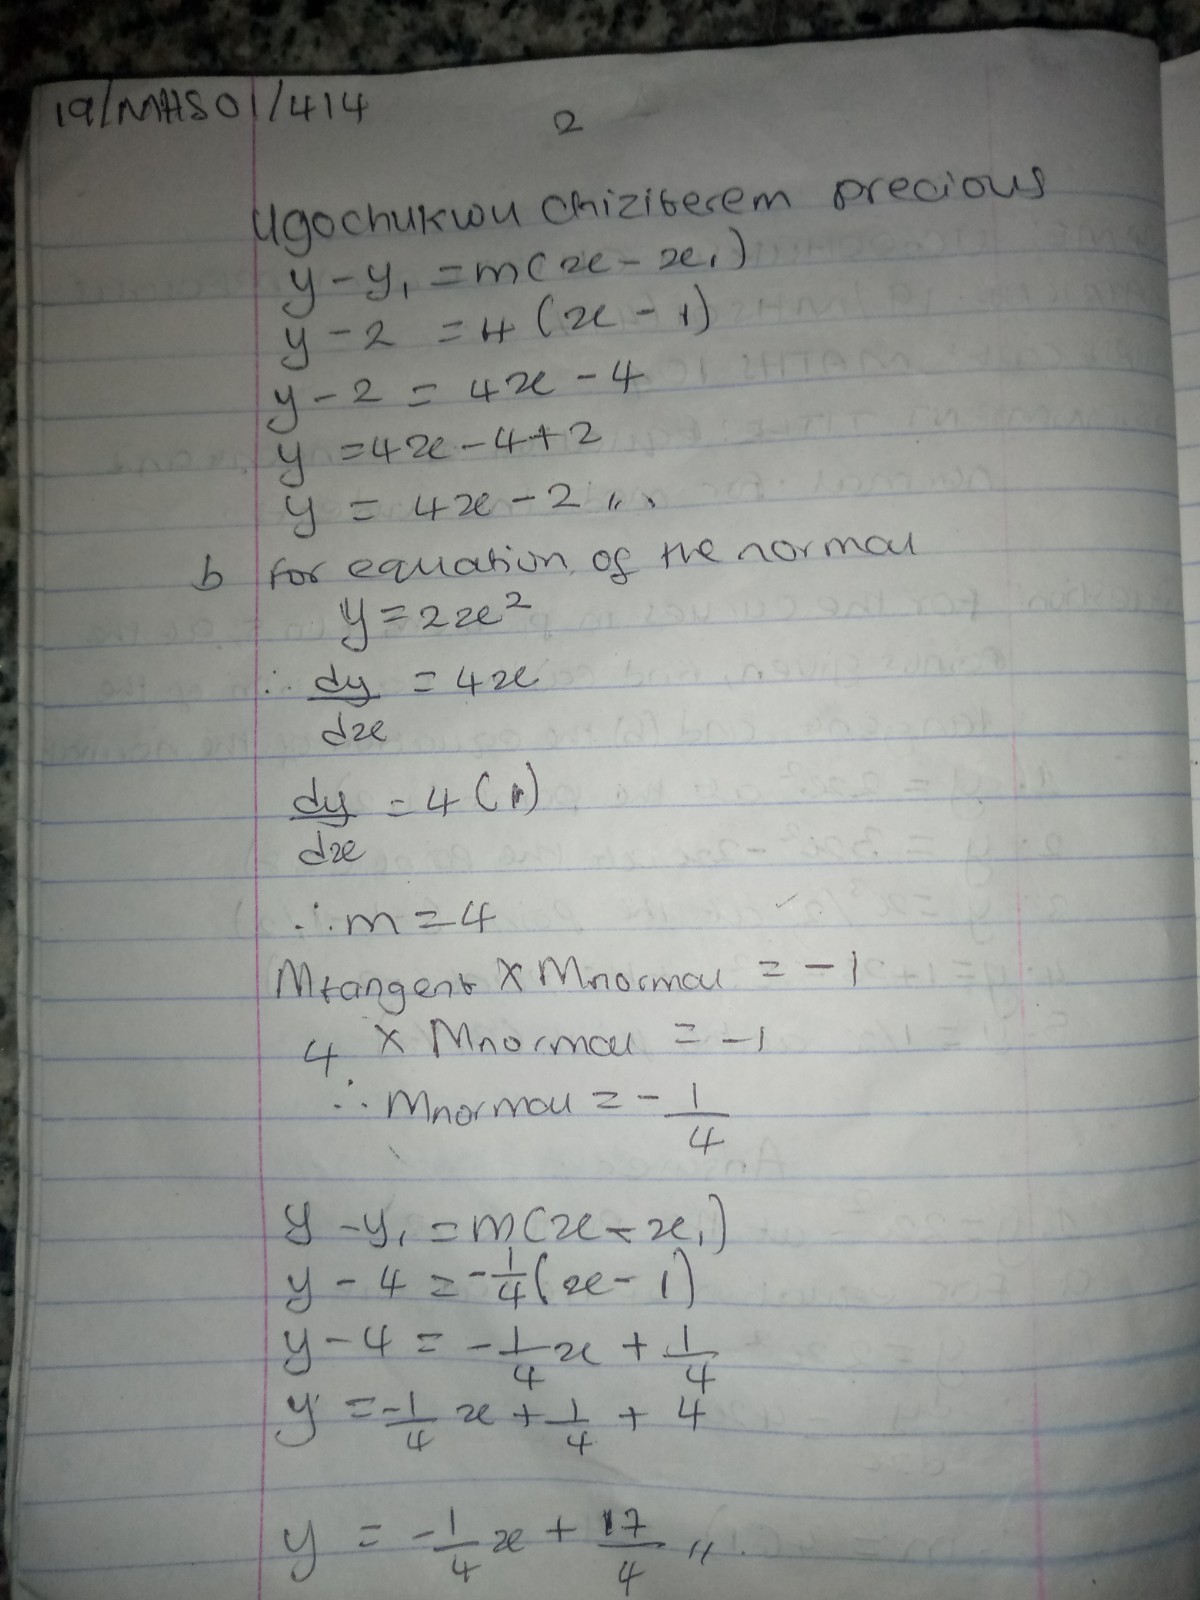 19/MHS01/414
2
Ugochukwu Chiziterem precious
y - y₁ = m(x - x₁)
y - 2 = 4(x - 1)
y - 2 = 4x - 4
y = 4x - 4 + 2
y = 4x - 2 ,,
b for equation of the normal
y = 2x²
∴ dy/dx = 4x
dy/dx = 4(1)
∴ m = 4
Mtangent × Mnormal = -1
4 × Mnormal = -1
∴ Mnormal = - 1/4
y - y₁ = m(x - x₁)
y - 4 = -1/4(x - 1)
y - 4 = -1/4 x + 1/4
y = -1/4 x + 1/4 + 4
y = -1/4 x + 17/4 ,,